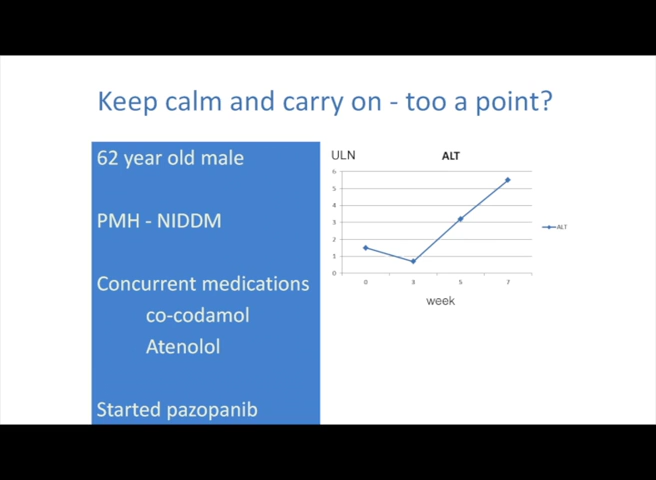 Keep calm and carry on - too a point?
62 year old male
PMH - NIDDM
Concurrent medications
co-codamol
Atenolol
Started pazopanib
ULN
ALT
6
5
4
3
2
1
0
0
3
5
7
ALT
week